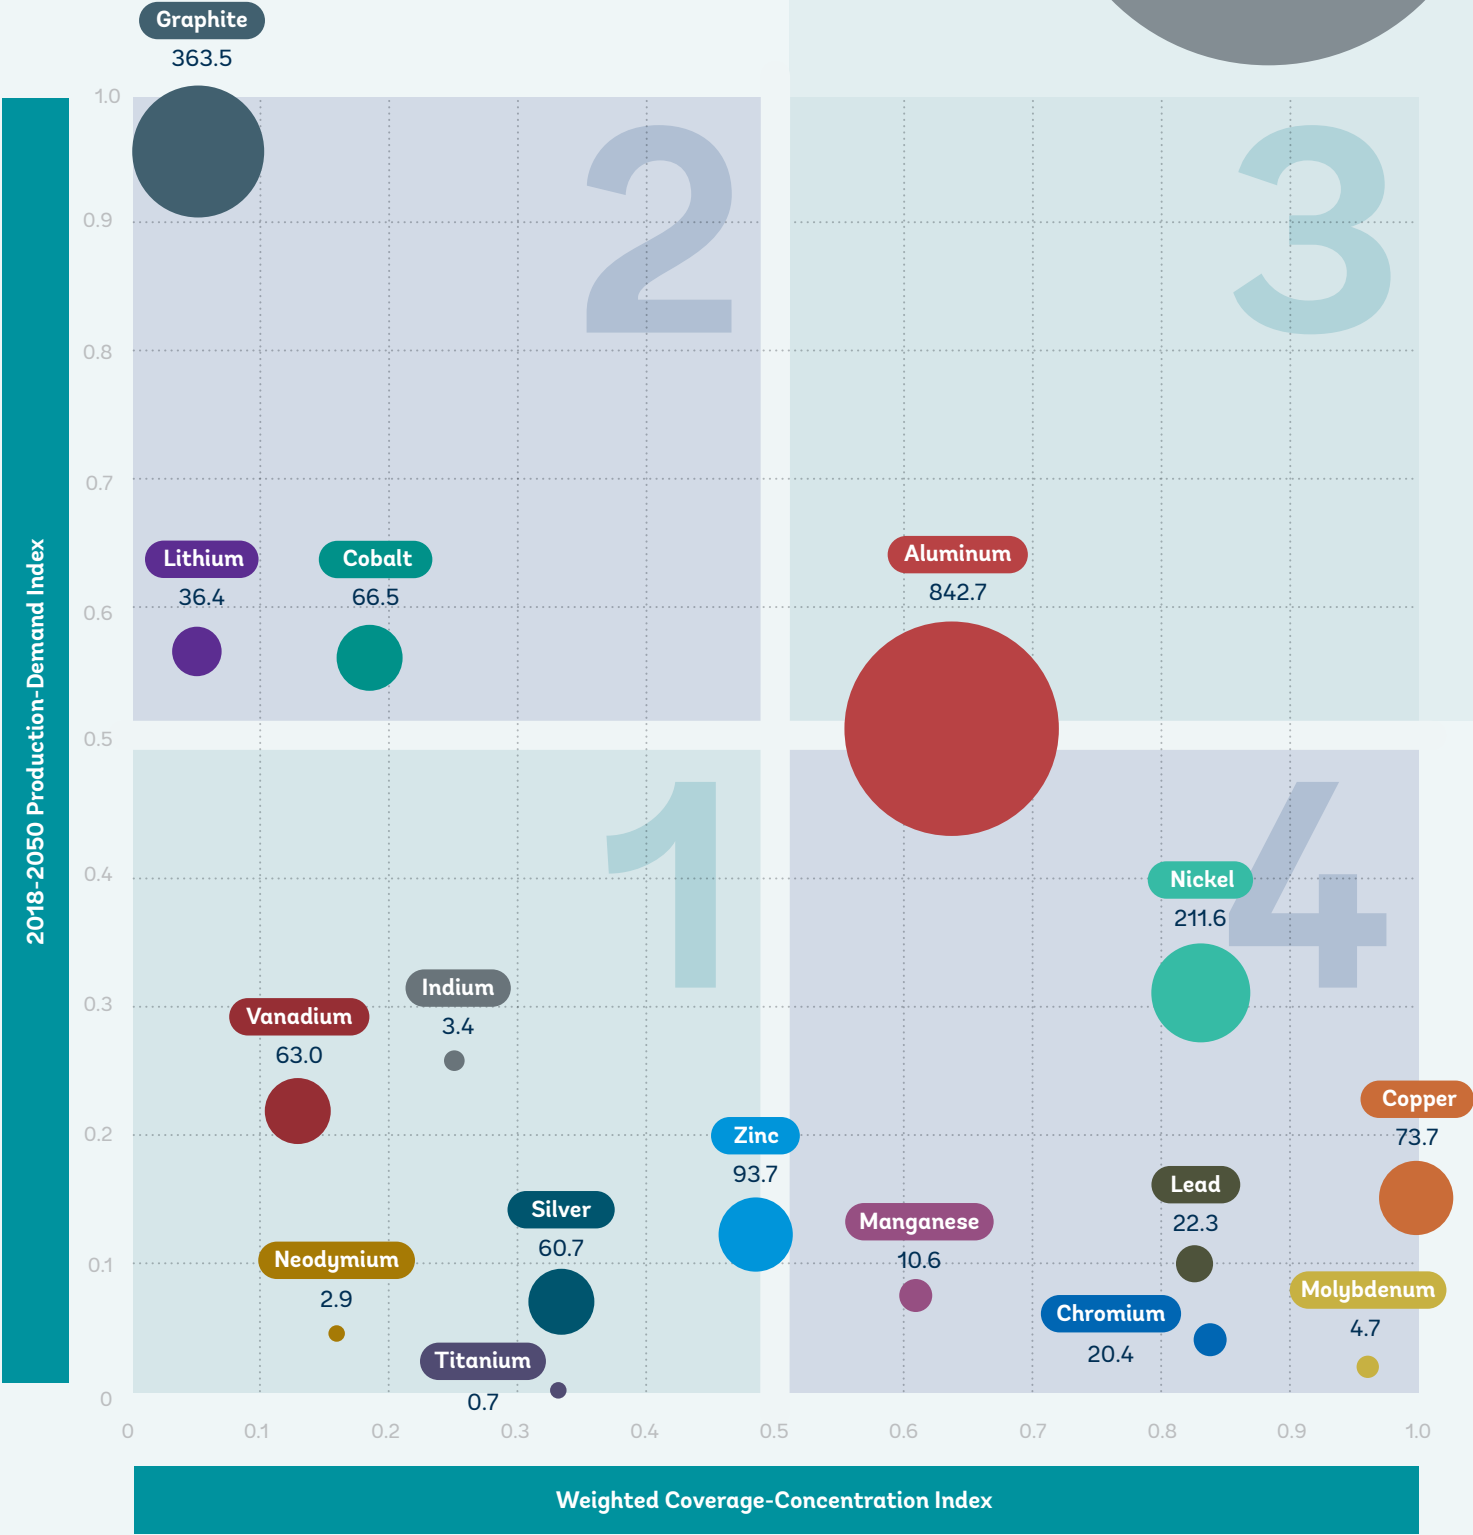 Graphite
363.5
1.0
2
3
0.9
0.8
0.7
Lithium
36.4
Cobalt
66.5
Aluminum
842.7
0.6
0.5
2018-2050 Production-Demand Index
1
4
0.4
Nickel
211.6
Indium
3.4
0.3
Vanadium
63.0
Copper
73.7
0.2
Zinc
93.7
Lead
22.3
Silver
60.7
Manganese
10.6
Neodymium
2.9
0.1
Molybdenum
4.7
Chromium
20.4
Titanium
0.7
0
0 0.1 0.2 0.3 0.4 0.5 0.6 0.7 0.8 0.9 1.0
Weighted Coverage-Concentration Index